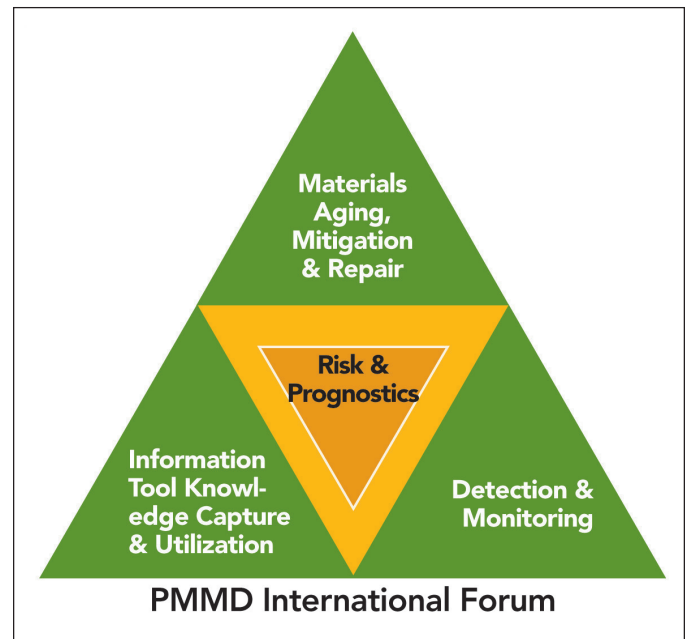 Materials
Aging,
Mitigation
& Repair
Risk &
Prognostics
Information
Tool Knowl-
edge Capture
& Utilization
Detection &
Monitoring
PMMD International Forum